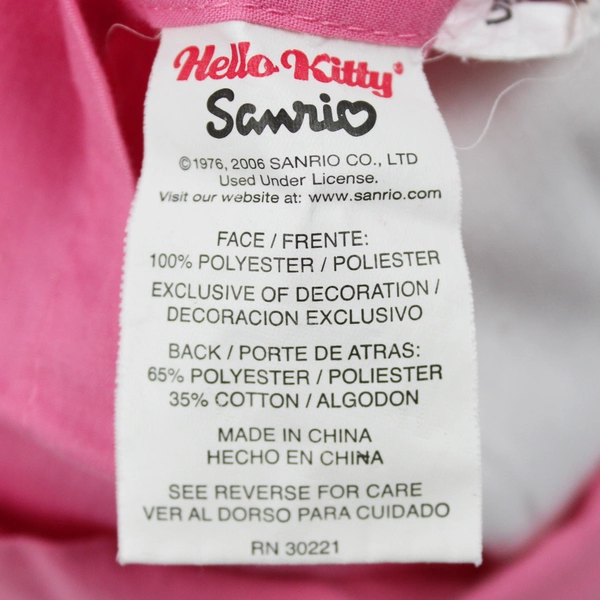 Hello Kitty®
Sanrio
©1976, 2006 SANRIO CO., LTD
Used Under License.
Visit our website at: www.sanrio.com
FACE / FRENTE:
100% POLYESTER / POLIESTER
EXCLUSIVE OF DECORATION /
DECORACION EXCLUSIVO
BACK / PORTE DE ATRAS:
65% POLYESTER / POLIESTER
35% COTTON / ALGODON
MADE IN CHINA
HECHO EN CHINA
SEE REVERSE FOR CARE
VER AL DORSO PARA CUIDADO
RN 30221